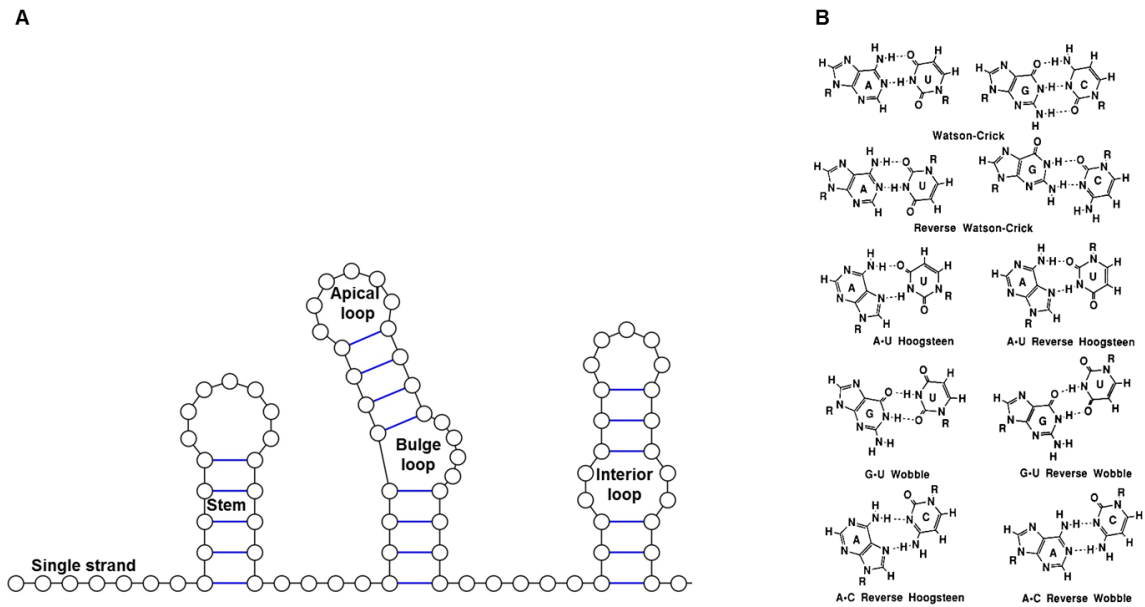 A
B
Apical
loop
Bulge
loop
Interior
loop
Stem
Single strand
Watson-Crick
Reverse Watson-Crick
A•U Hoogsteen
A•U Reverse Hoogsteen
G•U Wobble
G•U Reverse Wobble
A•C Reverse Hoogsteen
A•C Reverse Wobble